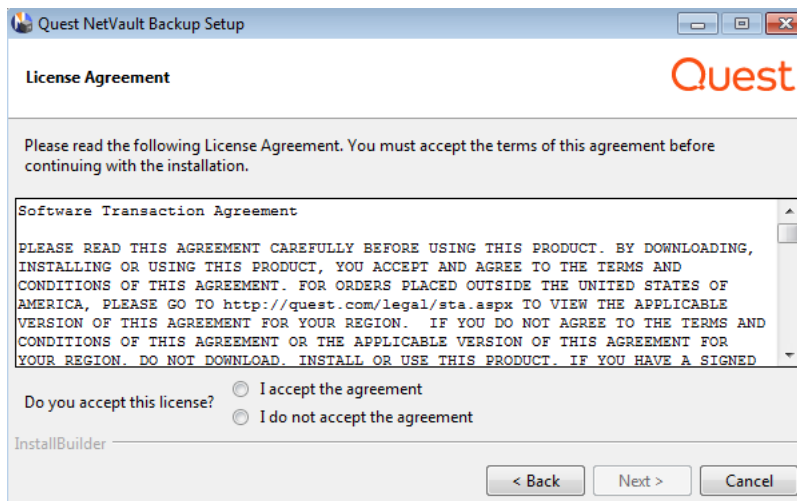 Quest NetVault Backup Setup
License Agreement
Quest
Please read the following License Agreement. You must accept the terms of this agreement before
continuing with the installation.
Software Transaction Agreement
PLEASE READ THIS AGREEMENT CAREFULLY BEFORE USING THIS PRODUCT. BY DOWNLOADING,
INSTALLING OR USING THIS PRODUCT, YOU ACCEPT AND AGREE TO THE TERMS AND
CONDITIONS OF THIS AGREEMENT. FOR ORDERS PLACED OUTSIDE THE UNITED STATES OF
AMERICA, PLEASE GO TO http://quest.com/legal/sta.aspx TO VIEW THE APPLICABLE
VERSION OF THIS AGREEMENT FOR YOUR REGION.  IF YOU DO NOT AGREE TO THE TERMS AND
CONDITIONS OF THIS AGREEMENT OR THE APPLICABLE VERSION OF THIS AGREEMENT FOR
YOUR REGION, DO NOT DOWNLOAD, INSTALL OR USE THIS PRODUCT. IF YOU HAVE A SIGNED
Do you accept this license?
I accept the agreement
I do not accept the agreement
InstallBuilder
< Back
Next >
Cancel